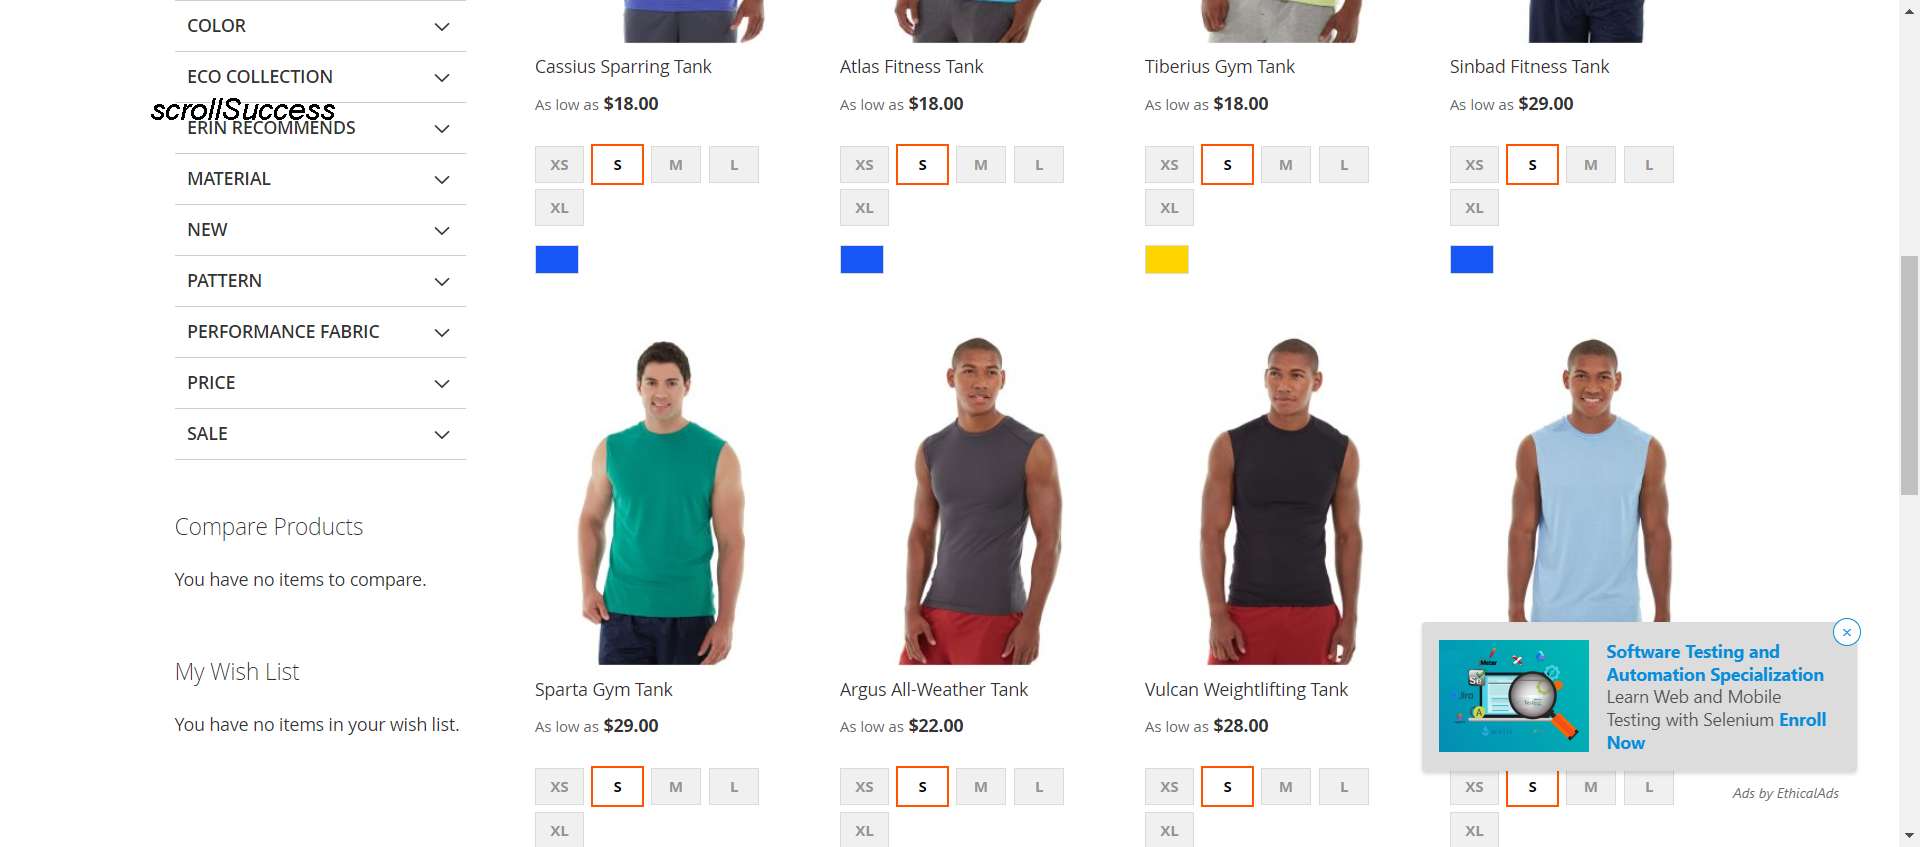 COLOR
ECO COLLECTION
scrollSuccess
ERIN RECOMMENDS
MATERIAL
NEW
PATTERN
PERFORMANCE FABRIC
PRICE
SALE
Compare Products
You have no items to compare.
My Wish List
You have no items in your wish list.
Cassius Sparring Tank
As low as $18.00
XS S M L
XL
Atlas Fitness Tank
As low as $18.00
XS S M L
XL
Tiberius Gym Tank
As low as $18.00
XS S M L
XL
Sinbad Fitness Tank
As low as $29.00
XS S M L
XL
Sparta Gym Tank
As low as $29.00
XS S M L
XL
Argus All-Weather Tank
As low as $22.00
XS S M L
XL
Vulcan Weightlifting Tank
As low as $28.00
XS S M L
XL
XS S M L
XL
Meter
Se
Jira
A
Software Testing and
Automation Specialization
Learn Web and Mobile
Testing with Selenium Enroll
Now
Ads by EthicalAds